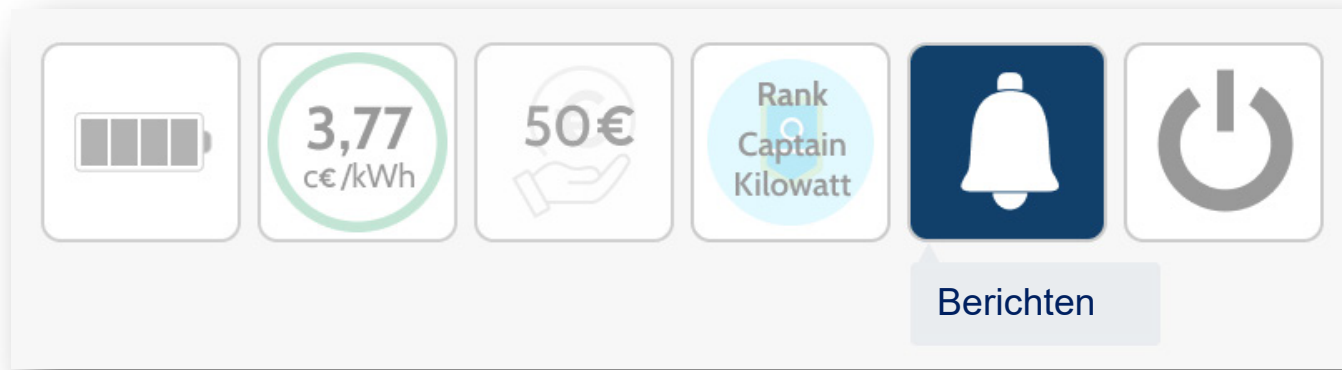 3,77
c€/kWh
50€
Rank
Captain
Kilowatt
Berichten